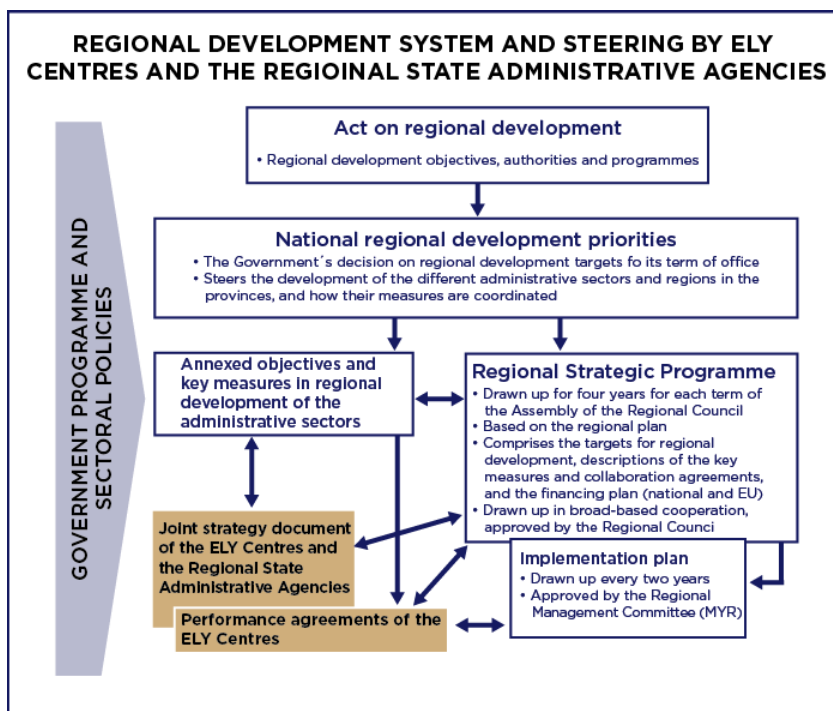 REGIONAL DEVELOPMENT SYSTEM AND STEERING BY ELY
CENTRES AND THE REGIOINAL STATE ADMINISTRATIVE AGENCIES
GOVERNMENT PROGRAMME AND
SECTORAL POLICIES
Act on regional development
• Regional development objectives, authorities and programmes
National regional development priorities
• The Government´s decision on regional development targets fo its term of office
• Steers the development of the different administrative sectors and regions in the
provinces, and how their measures are coordinated
Annexed objectives and
key measures in regional
development of the
administrative sectors
Regional Strategic Programme
• Drawn up for four years for each term of
the Assembly of the Regional Council
• Based on the regional plan
• Comprises the targets for regional
development, descriptions of the key
measures and collaboration agreements,
and the financing plan (national and EU)
• Drawn up in broad-based cooperation,
approved by the Regional Counci
Joint strategy document
of the ELY Centres and
the Regional State
Administrative Agencies
Implementation plan
• Drawn up every two years
• Approved by the Regional
Management Committee (MYR)
Performance agreements of the
ELY Centres